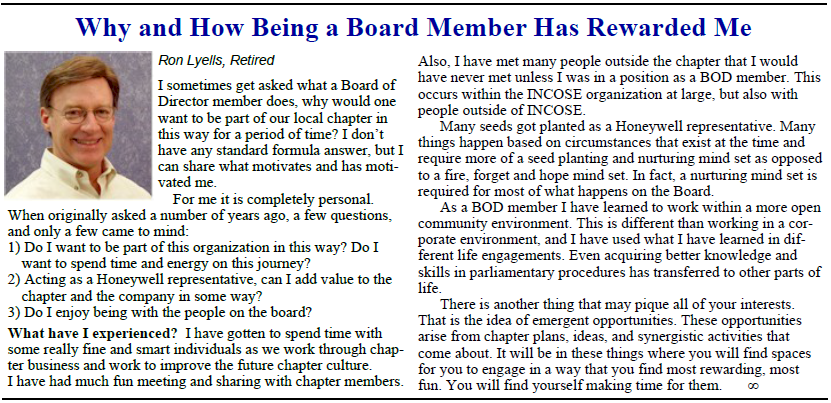 Why and How Being a Board Member Has Rewarded Me
Ron Lyells, Retired
I sometimes get asked what a Board of
Director member does, why would one
want to be part of our local chapter in
this way for a period of time? I don't
have any standard formula answer, but I
can share what motivates and has moti-
vated me.
For me it is completely personal.
When originally asked a number of years ago, a few questions,
and only a few came to mind:
1) Do I want to be part of this organization in this way? Do I
want to spend time and energy on this journey?
2) Acting as a Honeywell representative, can I add value to the
chapter and the company in some way?
3) Do I enjoy being with the people on the board?
What have I experienced? I have gotten to spend time with
some really fine and smart individuals as we work through chap-
ter business and work to improve the future chapter culture.
I have had much fun meeting and sharing with chapter members.
Also, I have met many people outside the chapter that I would
have never met unless I was in a position as a BOD member. This
occurs within the INCOSE organization at large, but also with
people outside of INCOSE.
Many seeds got planted as a Honeywell representative. Many
things happen based on circumstances that exist at the time and
require more of a seed planting and nurturing mind set as opposed
to a fire, forget and hope mind set. In fact, a nurturing mind set is
required for most of what happens on the Board.
As a BOD member I have learned to work within a more open
community environment. This is different than working in a cor-
porate environment, and I have used what I have learned in dif-
ferent life engagements. Even acquiring better knowledge and
skills in parliamentary procedures has transferred to other parts of
life.
There is another thing that may pique all of your interests.
That is the idea of emergent opportunities. These opportunities
arise from chapter plans, ideas, and synergistic activities that
come about. It will be in these things where you will find spaces
for you to engage in a way that you find most rewarding, most
fun. You will find yourself making time for them. ∞